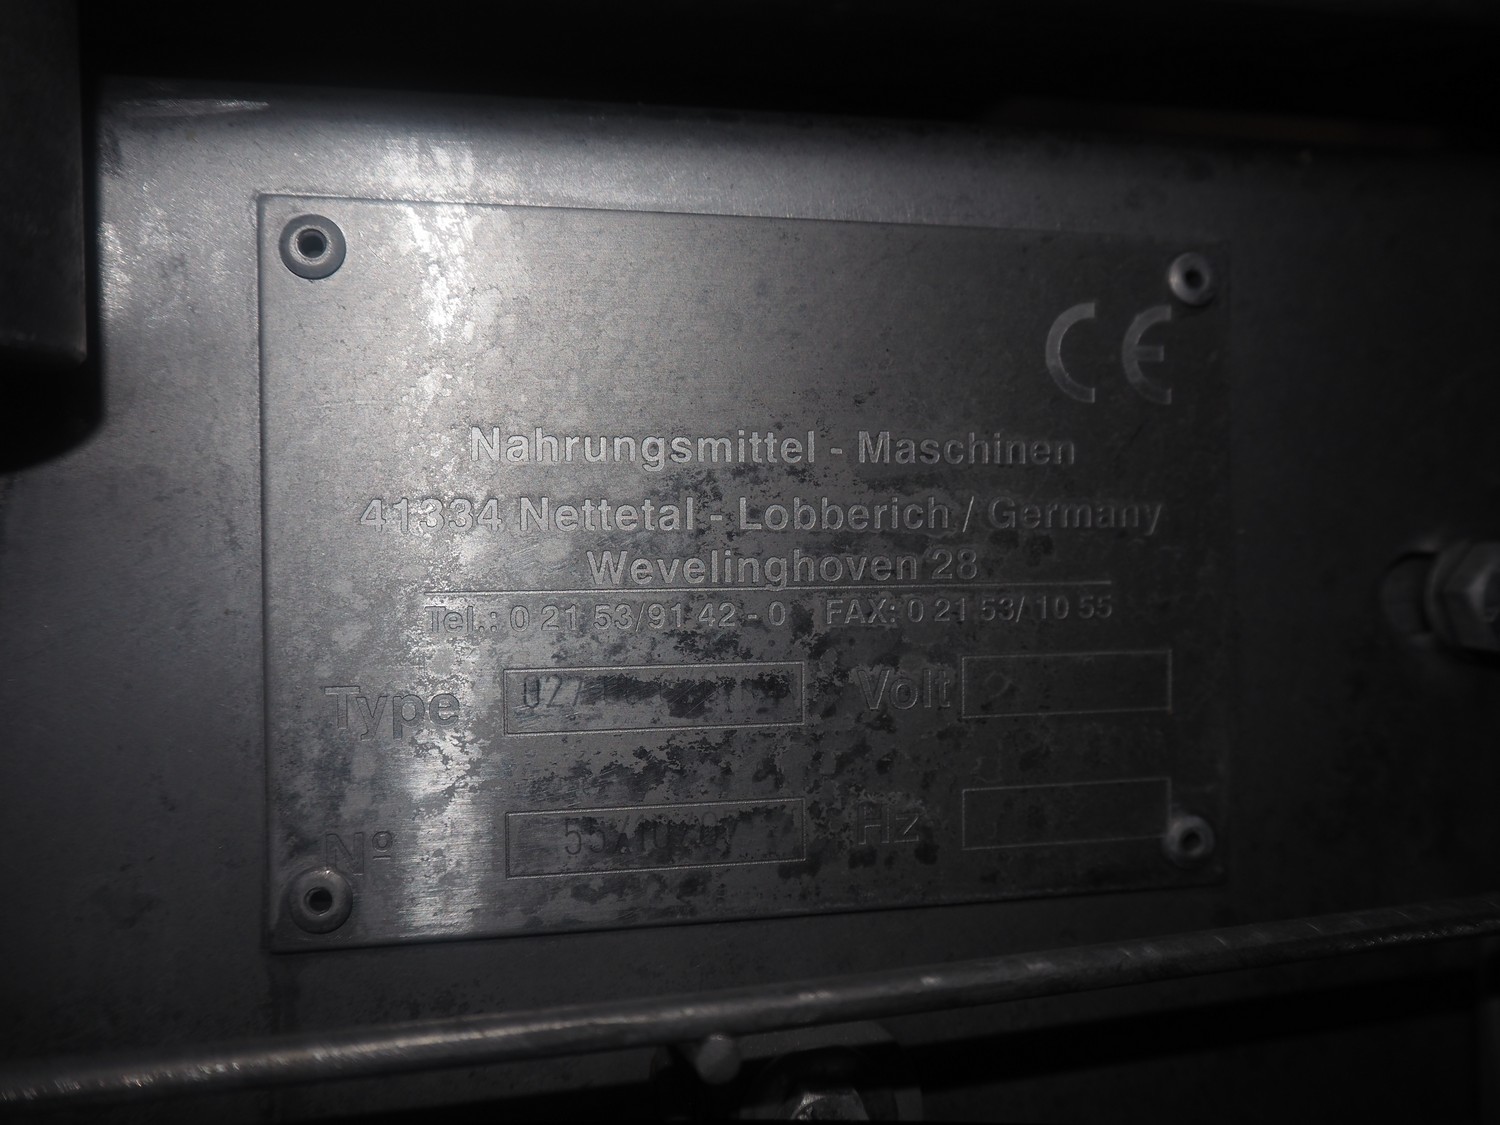 CE
Nahrungsmittel - Maschinen
41334 Nettetal - Lobberich / Germany
Wevelinghoven 28
Tel.: 0 21 53/91 42 - 0 FAX: 0 21 53/ 10 55
Type Volt
Nº Hz